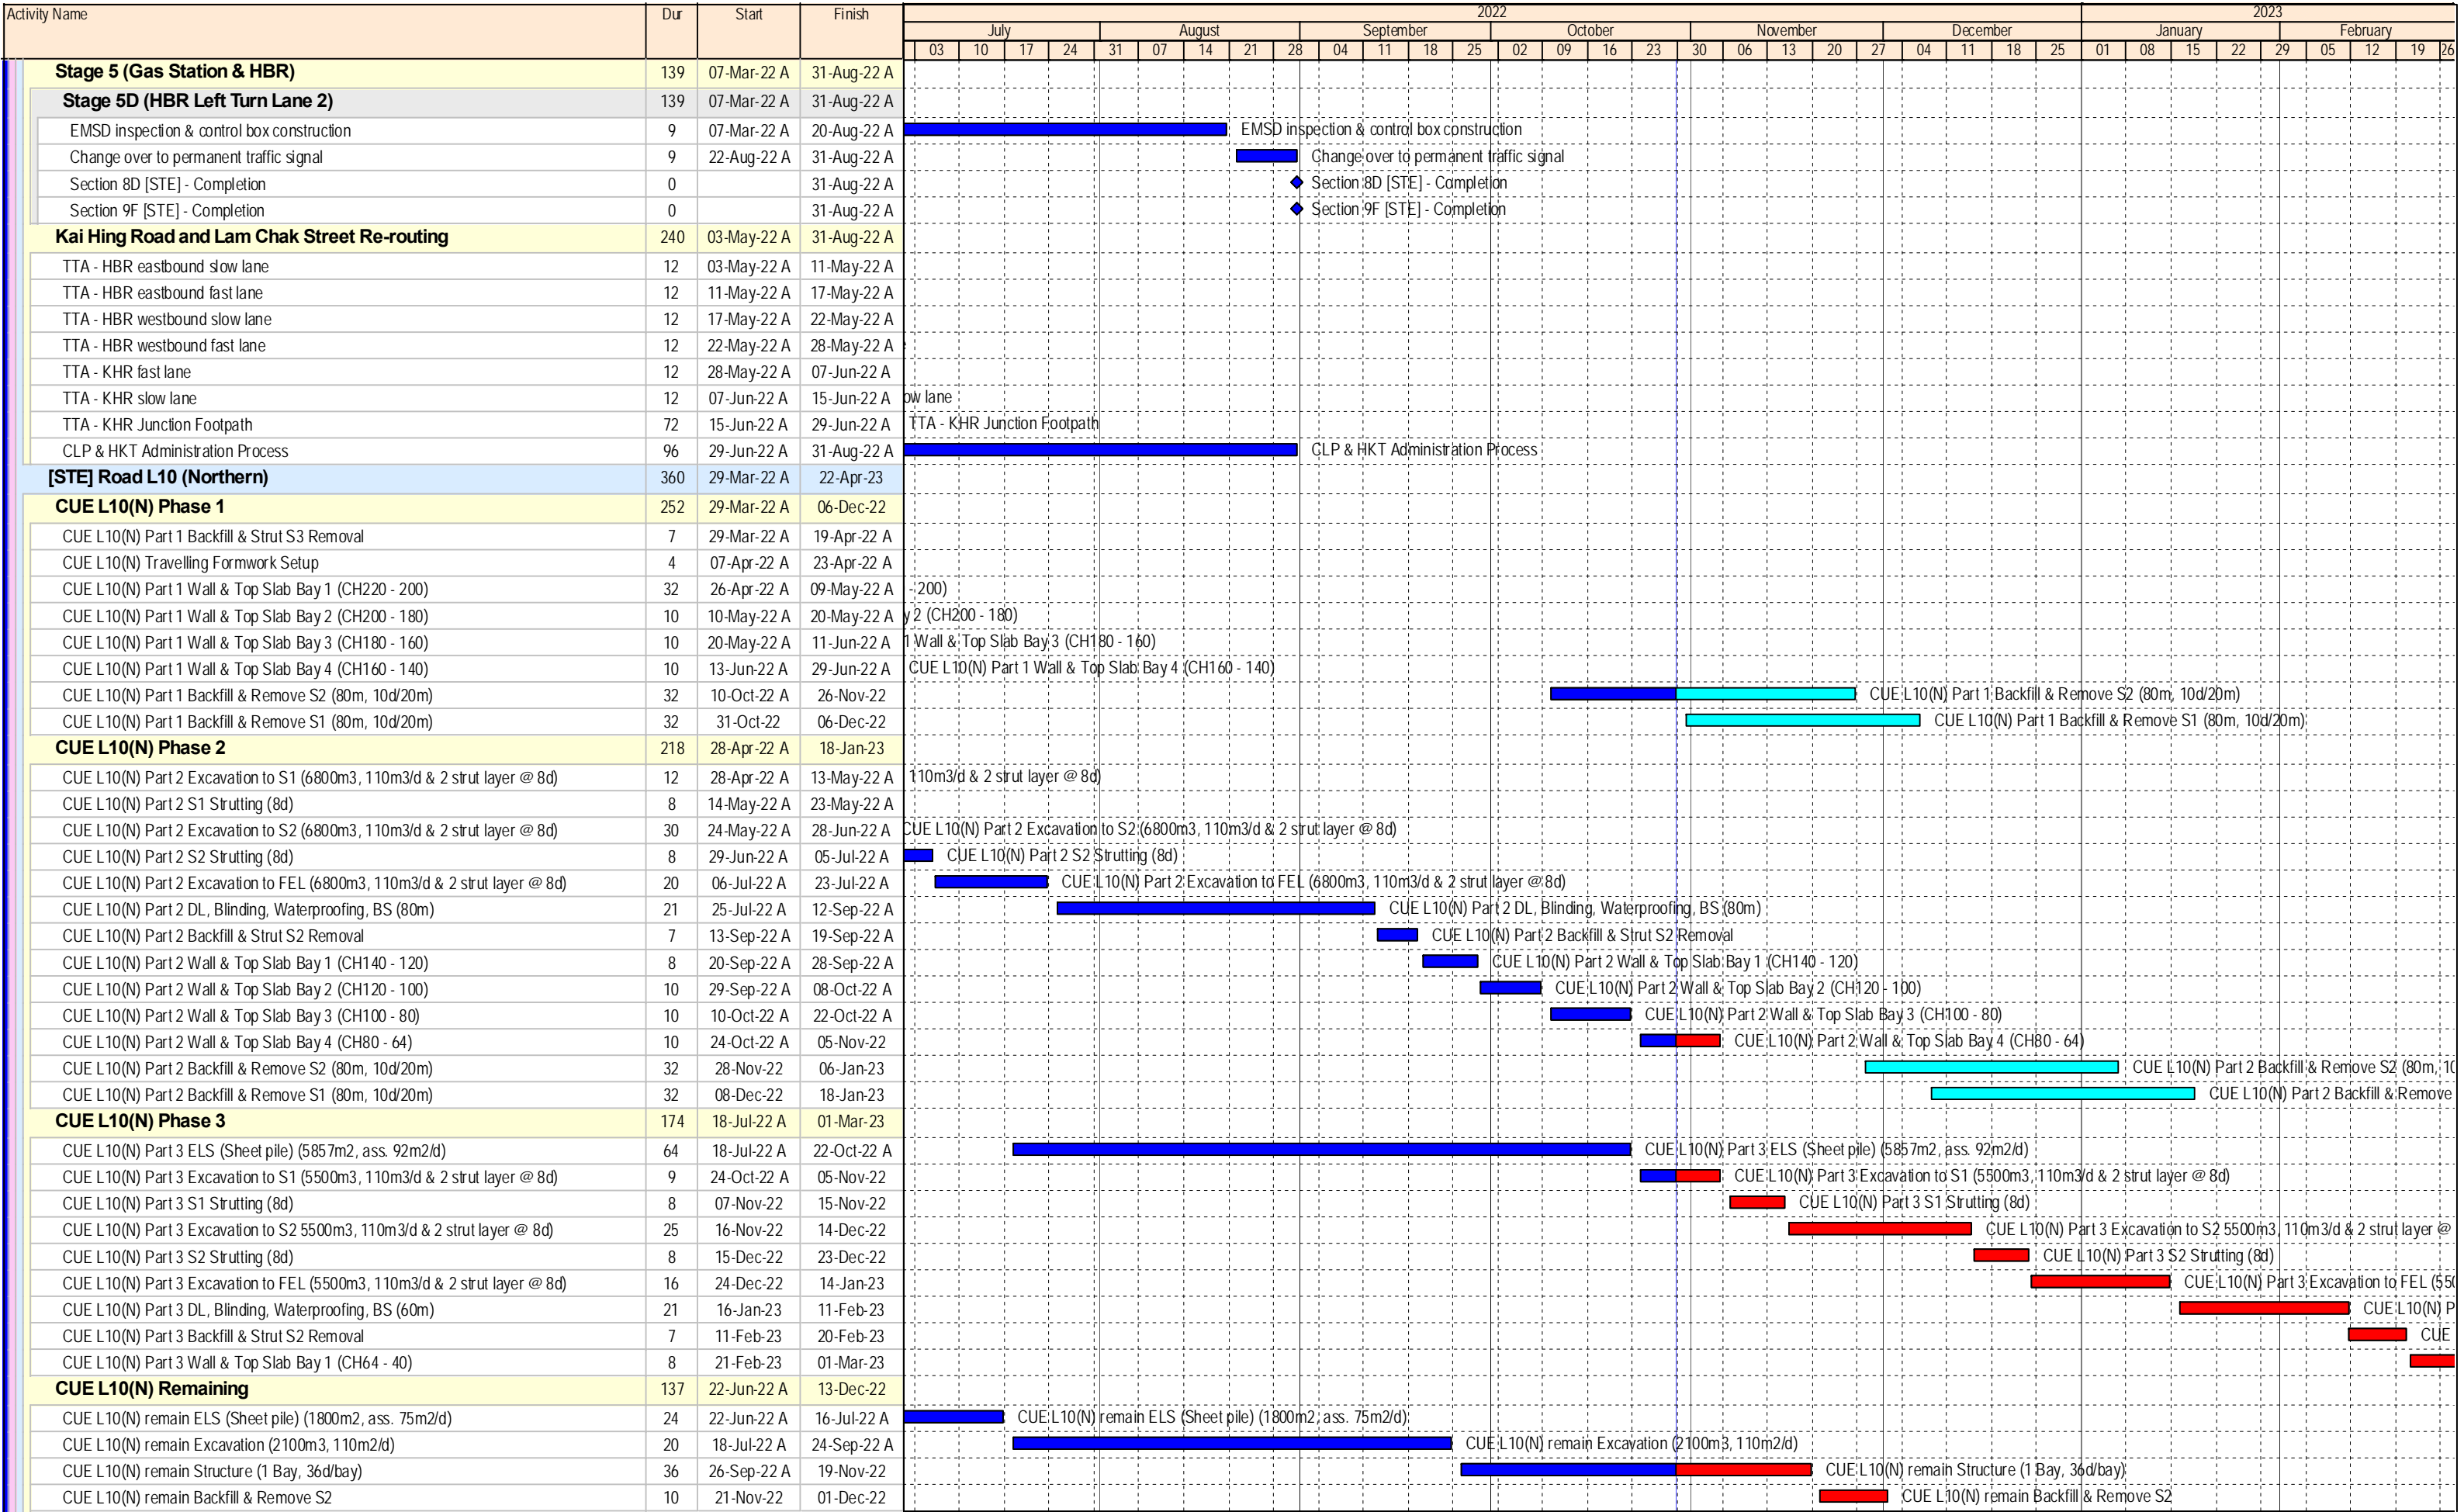 Activity Name Dur Start Finish 2022 2023
July August September October November December January February
03 10 17 24 31 07 14 21 28 04 11 18 25 02 09 16 23 30 06 13 20 27 04 11 18 25 01 08 15 22 29 05 12 19 26
Stage 5 (Gas Station & HBR) 139 07-Mar-22 A 31-Aug-22 A
Stage 5D (HBR Left Turn Lane 2) 139 07-Mar-22 A 31-Aug-22 A
EMSD inspection & control box construction 9 07-Mar-22 A 20-Aug-22 A EMSD inspection & control box construction
Change over to permanent traffic signal 9 22-Aug-22 A 31-Aug-22 A Change over to permanent traffic signal
Section 8D [STE] - Completion 0 31-Aug-22 A Section 8D [STE] - Completion
Section 9F [STE] - Completion 0 31-Aug-22 A Section 9F [STE] - Completion
Kai Hing Road and Lam Chak Street Re-routing 240 03-May-22 A 31-Aug-22 A
TTA - HBR eastbound slow lane 12 03-May-22 A 11-May-22 A
TTA - HBR eastbound fast lane 12 11-May-22 A 17-May-22 A
TTA - HBR westbound slow lane 12 17-May-22 A 22-May-22 A
TTA - HBR westbound fast lane 12 22-May-22 A 28-May-22 A
TTA - KHR fast lane 12 28-May-22 A 07-Jun-22 A
TTA - KHR slow lane 12 07-Jun-22 A 15-Jun-22 A ow lane
TTA - KHR Junction Footpath 72 15-Jun-22 A 29-Jun-22 A TTA - KHR Junction Footpath
CLP & HKT Administration Process 96 29-Jun-22 A 31-Aug-22 A CLP & HKT Administration Process
[STE] Road L10 (Northern) 360 29-Mar-22 A 22-Apr-23
CUE L10(N) Phase 1 252 29-Mar-22 A 06-Dec-22
CUE L10(N) Part 1 Backfill & Strut S3 Removal 7 29-Mar-22 A 19-Apr-22 A
CUE L10(N) Travelling Formwork Setup 4 07-Apr-22 A 23-Apr-22 A
CUE L10(N) Part 1 Wall & Top Slab Bay 1 (CH220 - 200) 32 26-Apr-22 A 09-May-22 A - 200)
CUE L10(N) Part 1 Wall & Top Slab Bay 2 (CH200 - 180) 10 10-May-22 A 20-May-22 A y 2 (CH200 - 180)
CUE L10(N) Part 1 Wall & Top Slab Bay 3 (CH180 - 160) 10 20-May-22 A 11-Jun-22 A 1 Wall & Top Slab Bay 3 (CH180 - 160)
CUE L10(N) Part 1 Wall & Top Slab Bay 4 (CH160 - 140) 10 13-Jun-22 A 29-Jun-22 A CUE L10(N) Part 1 Wall & Top Slab Bay 4 (CH160 - 140)
CUE L10(N) Part 1 Backfill & Remove S2 (80m, 10d/20m) 32 10-Oct-22 A 26-Nov-22 CUE L10(N) Part 1 Backfill & Remove S2 (80m, 10d/20m)
CUE L10(N) Part 1 Backfill & Remove S1 (80m, 10d/20m) 32 31-Oct-22 06-Dec-22 CUE L10(N) Part 1 Backfill & Remove S1 (80m, 10d/20m)
CUE L10(N) Phase 2 218 28-Apr-22 A 18-Jan-23
CUE L10(N) Part 2 Excavation to S1 (6800m3, 110m3/d & 2 strut layer @ 8d) 12 28-Apr-22 A 13-May-22 A 110m3/d & 2 strut layer @ 8d)
CUE L10(N) Part 2 S1 Strutting (8d) 8 14-May-22 A 23-May-22 A
CUE L10(N) Part 2 Excavation to S2 (6800m3, 110m3/d & 2 strut layer @ 8d) 30 24-May-22 A 28-Jun-22 A CUE L10(N) Part 2 Excavation to S2 (6800m3, 110m3/d & 2 strut layer @ 8d)
CUE L10(N) Part 2 S2 Strutting (8d) 8 29-Jun-22 A 05-Jul-22 A CUE L10(N) Part 2 S2 Strutting (8d)
CUE L10(N) Part 2 Excavation to FEL (6800m3, 110m3/d & 2 strut layer @ 8d) 20 06-Jul-22 A 23-Jul-22 A CUE L10(N) Part 2 Excavation to FEL (6800m3, 110m3/d & 2 strut layer @ 8d)
CUE L10(N) Part 2 DL, Blinding, Waterproofing, BS (80m) 21 25-Jul-22 A 12-Sep-22 A CUE L10(N) Part 2 DL, Blinding, Waterproofing, BS (80m)
CUE L10(N) Part 2 Backfill & Strut S2 Removal 7 13-Sep-22 A 19-Sep-22 A CUE L10(N) Part 2 Backfill & Strut S2 Removal
CUE L10(N) Part 2 Wall & Top Slab Bay 1 (CH140 - 120) 8 20-Sep-22 A 28-Sep-22 A CUE L10(N) Part 2 Wall & Top Slab Bay 1 (CH140 - 120)
CUE L10(N) Part 2 Wall & Top Slab Bay 2 (CH120 - 100) 10 29-Sep-22 A 08-Oct-22 A CUE L10(N) Part 2 Wall & Top Slab Bay 2 (CH120 - 100)
CUE L10(N) Part 2 Wall & Top Slab Bay 3 (CH100 - 80) 10 10-Oct-22 A 22-Oct-22 A CUE L10(N) Part 2 Wall & Top Slab Bay 3 (CH100 - 80)
CUE L10(N) Part 2 Wall & Top Slab Bay 4 (CH80 - 64) 10 24-Oct-22 A 05-Nov-22 CUE L10(N) Part 2 Wall & Top Slab Bay 4 (CH80 - 64)
CUE L10(N) Part 2 Backfill & Remove S2 (80m, 10d/20m) 32 28-Nov-22 06-Jan-23 CUE L10(N) Part 2 Backfill & Remove S2 (80m, 10
CUE L10(N) Part 2 Backfill & Remove S1 (80m, 10d/20m) 32 08-Dec-22 18-Jan-23 CUE L10(N) Part 2 Backfill & Remove
CUE L10(N) Phase 3 174 18-Jul-22 A 01-Mar-23
CUE L10(N) Part 3 ELS (Sheet pile) (5857m2, ass. 92m2/d) 64 18-Jul-22 A 22-Oct-22 A CUE L10(N) Part 3 ELS (Sheet pile) (5857m2, ass. 92m2/d)
CUE L10(N) Part 3 Excavation to S1 (5500m3, 110m3/d & 2 strut layer @ 8d) 9 24-Oct-22 A 05-Nov-22 CUE L10(N) Part 3 Excavation to S1 (5500m3, 110m3/d & 2 strut layer @ 8d)
CUE L10(N) Part 3 S1 Strutting (8d) 8 07-Nov-22 15-Nov-22 CUE L10(N) Part 3 S1 Strutting (8d)
CUE L10(N) Part 3 Excavation to S2 5500m3, 110m3/d & 2 strut layer @ 8d) 25 16-Nov-22 14-Dec-22 CUE L10(N) Part 3 Excavation to S2 5500m3, 110m3/d & 2 strut layer @
CUE L10(N) Part 3 S2 Strutting (8d) 8 15-Dec-22 23-Dec-22 CUE L10(N) Part 3 S2 Strutting (8d)
CUE L10(N) Part 3 Excavation to FEL (5500m3, 110m3/d & 2 strut layer @ 8d) 16 24-Dec-22 14-Jan-23 CUE L10(N) Part 3 Excavation to FEL (550
CUE L10(N) Part 3 DL, Blinding, Waterproofing, BS (60m) 21 16-Jan-23 11-Feb-23 CUE L10(N) P
CUE L10(N) Part 3 Backfill & Strut S2 Removal 7 11-Feb-23 20-Feb-23 CUE
CUE L10(N) Part 3 Wall & Top Slab Bay 1 (CH64 - 40) 8 21-Feb-23 01-Mar-23
CUE L10(N) Remaining 137 22-Jun-22 A 13-Dec-22
CUE L10(N) remain ELS (Sheet pile) (1800m2, ass. 75m2/d) 24 22-Jun-22 A 16-Jul-22 A CUE L10(N) remain ELS (Sheet pile) (1800m2, ass. 75m2/d)
CUE L10(N) remain Excavation (2100m3, 110m2/d) 20 18-Jul-22 A 24-Sep-22 A CUE L10(N) remain Excavation (2100m3, 110m2/d)
CUE L10(N) remain Structure (1 Bay, 36d/bay) 36 26-Sep-22 A 19-Nov-22 CUE L10(N) remain Structure (1 Bay, 36d/bay)
CUE L10(N) remain Backfill & Remove S2 10 21-Nov-22 01-Dec-22 CUE L10(N) remain Backfill & Remove S2